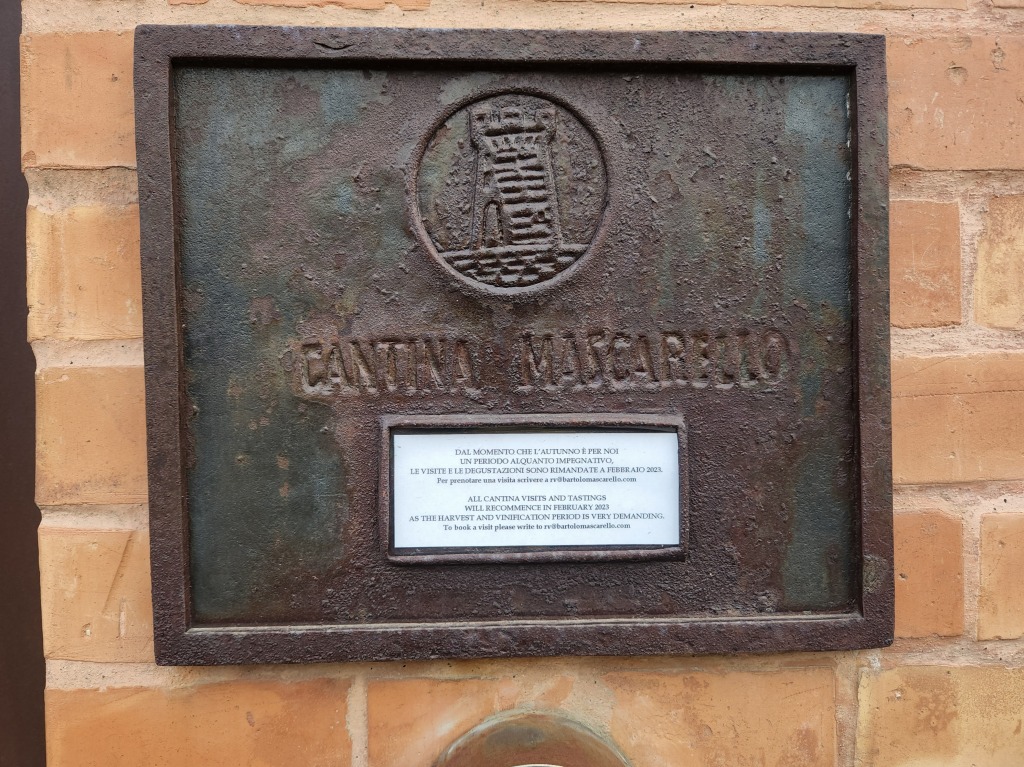 CANTINA MASCARELLO
DAL MOMENTO CHE L'AUTUNNO È PER NOI
UN PERIODO ALQUANTO IMPEGNATIVO,
LE VISITE E LE DEGUSTAZIONI SONO RIMANDATE A FEBBRAIO 2023.
Per prenotare una visita scrivere a rv@bartolomascarello.com
ALL CANTINA VISITS AND TASTINGS
WILL RECOMMENCE IN FEBRUARY 2023
AS THE HARVEST AND VINIFICATION PERIOD IS VERY DEMANDING.
To book a visit please write to rv@bartolomascarello.com